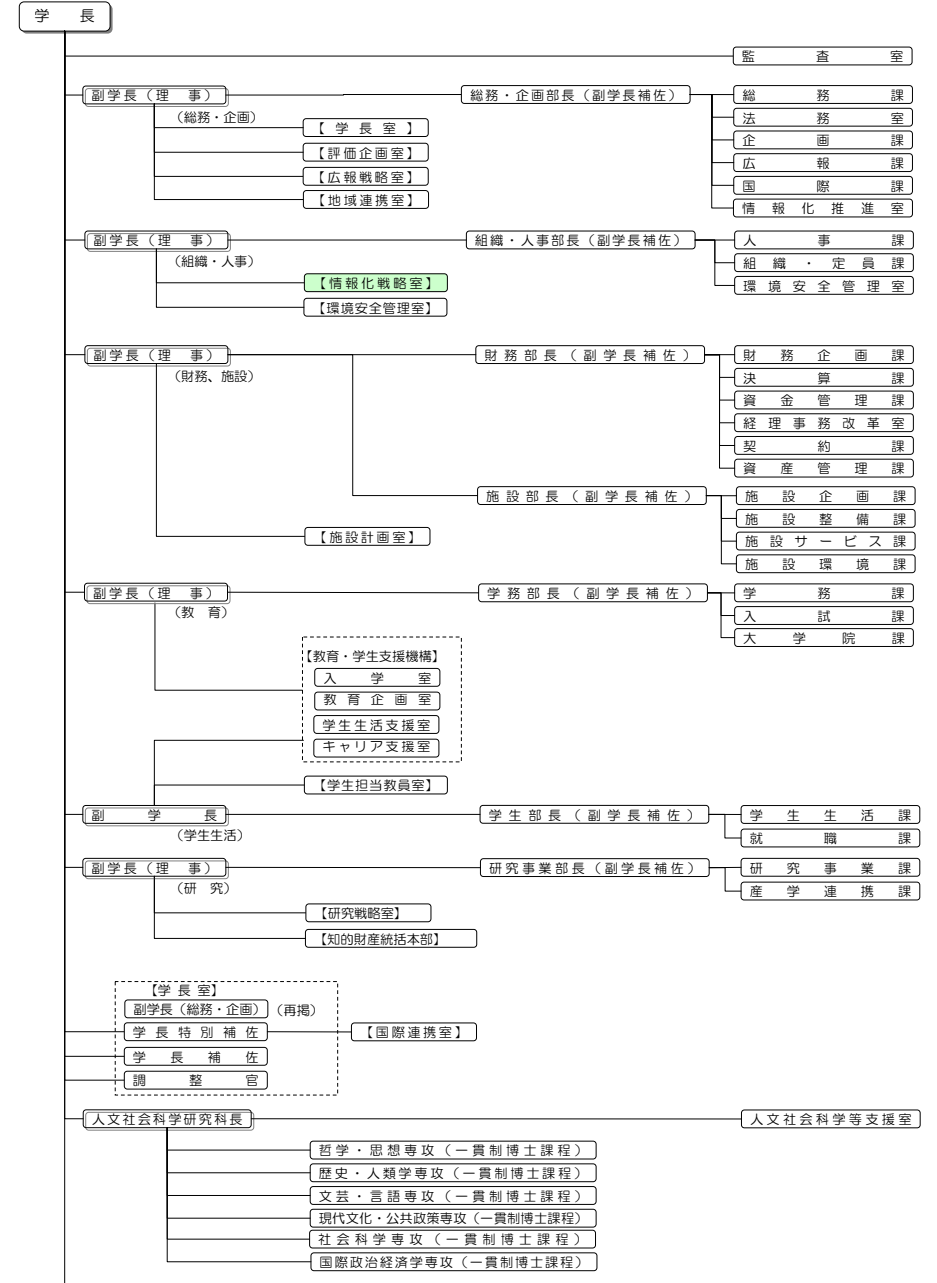 学長
監査室
副学長（理事） 総務・企画部長（副学長補佐） 総務課
（総務・企画） 法務室
【学長室】 企画課
【評価企画室】 広報課
【広報戦略室】 国際課
【地域連携室】 情報化推進室
副学長（理事） 組織・人事部長（副学長補佐） 人事課
（組織・人事） 組織・定員課
【情報化戦略室】 環境安全管理室
【環境安全管理室】
副学長（理事） 財務部長（副学長補佐） 財務企画課
（財務、施設） 決算課
資金管理課
経理事務改革室
契約課
資産管理課
施設部長（副学長補佐） 施設企画課
施設整備課
【施設計画室】 施設サービス課
施設環境課
副学長（理事） 学務部長（副学長補佐） 学務課
（教育） 入試課
大学院課
【教育・学生支援機構】
入学室
教育企画室
学生生活支援室
キャリア支援室
【学生担当教員室】
副学長 学生部長（副学長補佐） 学生生活課
（学生生活） 就職課
副学長（理事） 研究事業部長（副学長補佐） 研究事業課
（研究） 産学連携課
【研究戦略室】
【知的財産統括本部】
【学長室】
副学長（総務・企画）（再掲）
学長特別補佐 【国際連携室】
学長補佐
調整官
人文社会科学研究科長 人文社会科学等支援室
哲学・思想専攻（一貫制博士課程）
歴史・人類学専攻（一貫制博士課程）
文芸・言語専攻（一貫制博士課程）
現代文化・公共政策専攻（一貫制博士課程）
社会科学専攻（一貫制博士課程）
国際政治経済学専攻（一貫制博士課程）